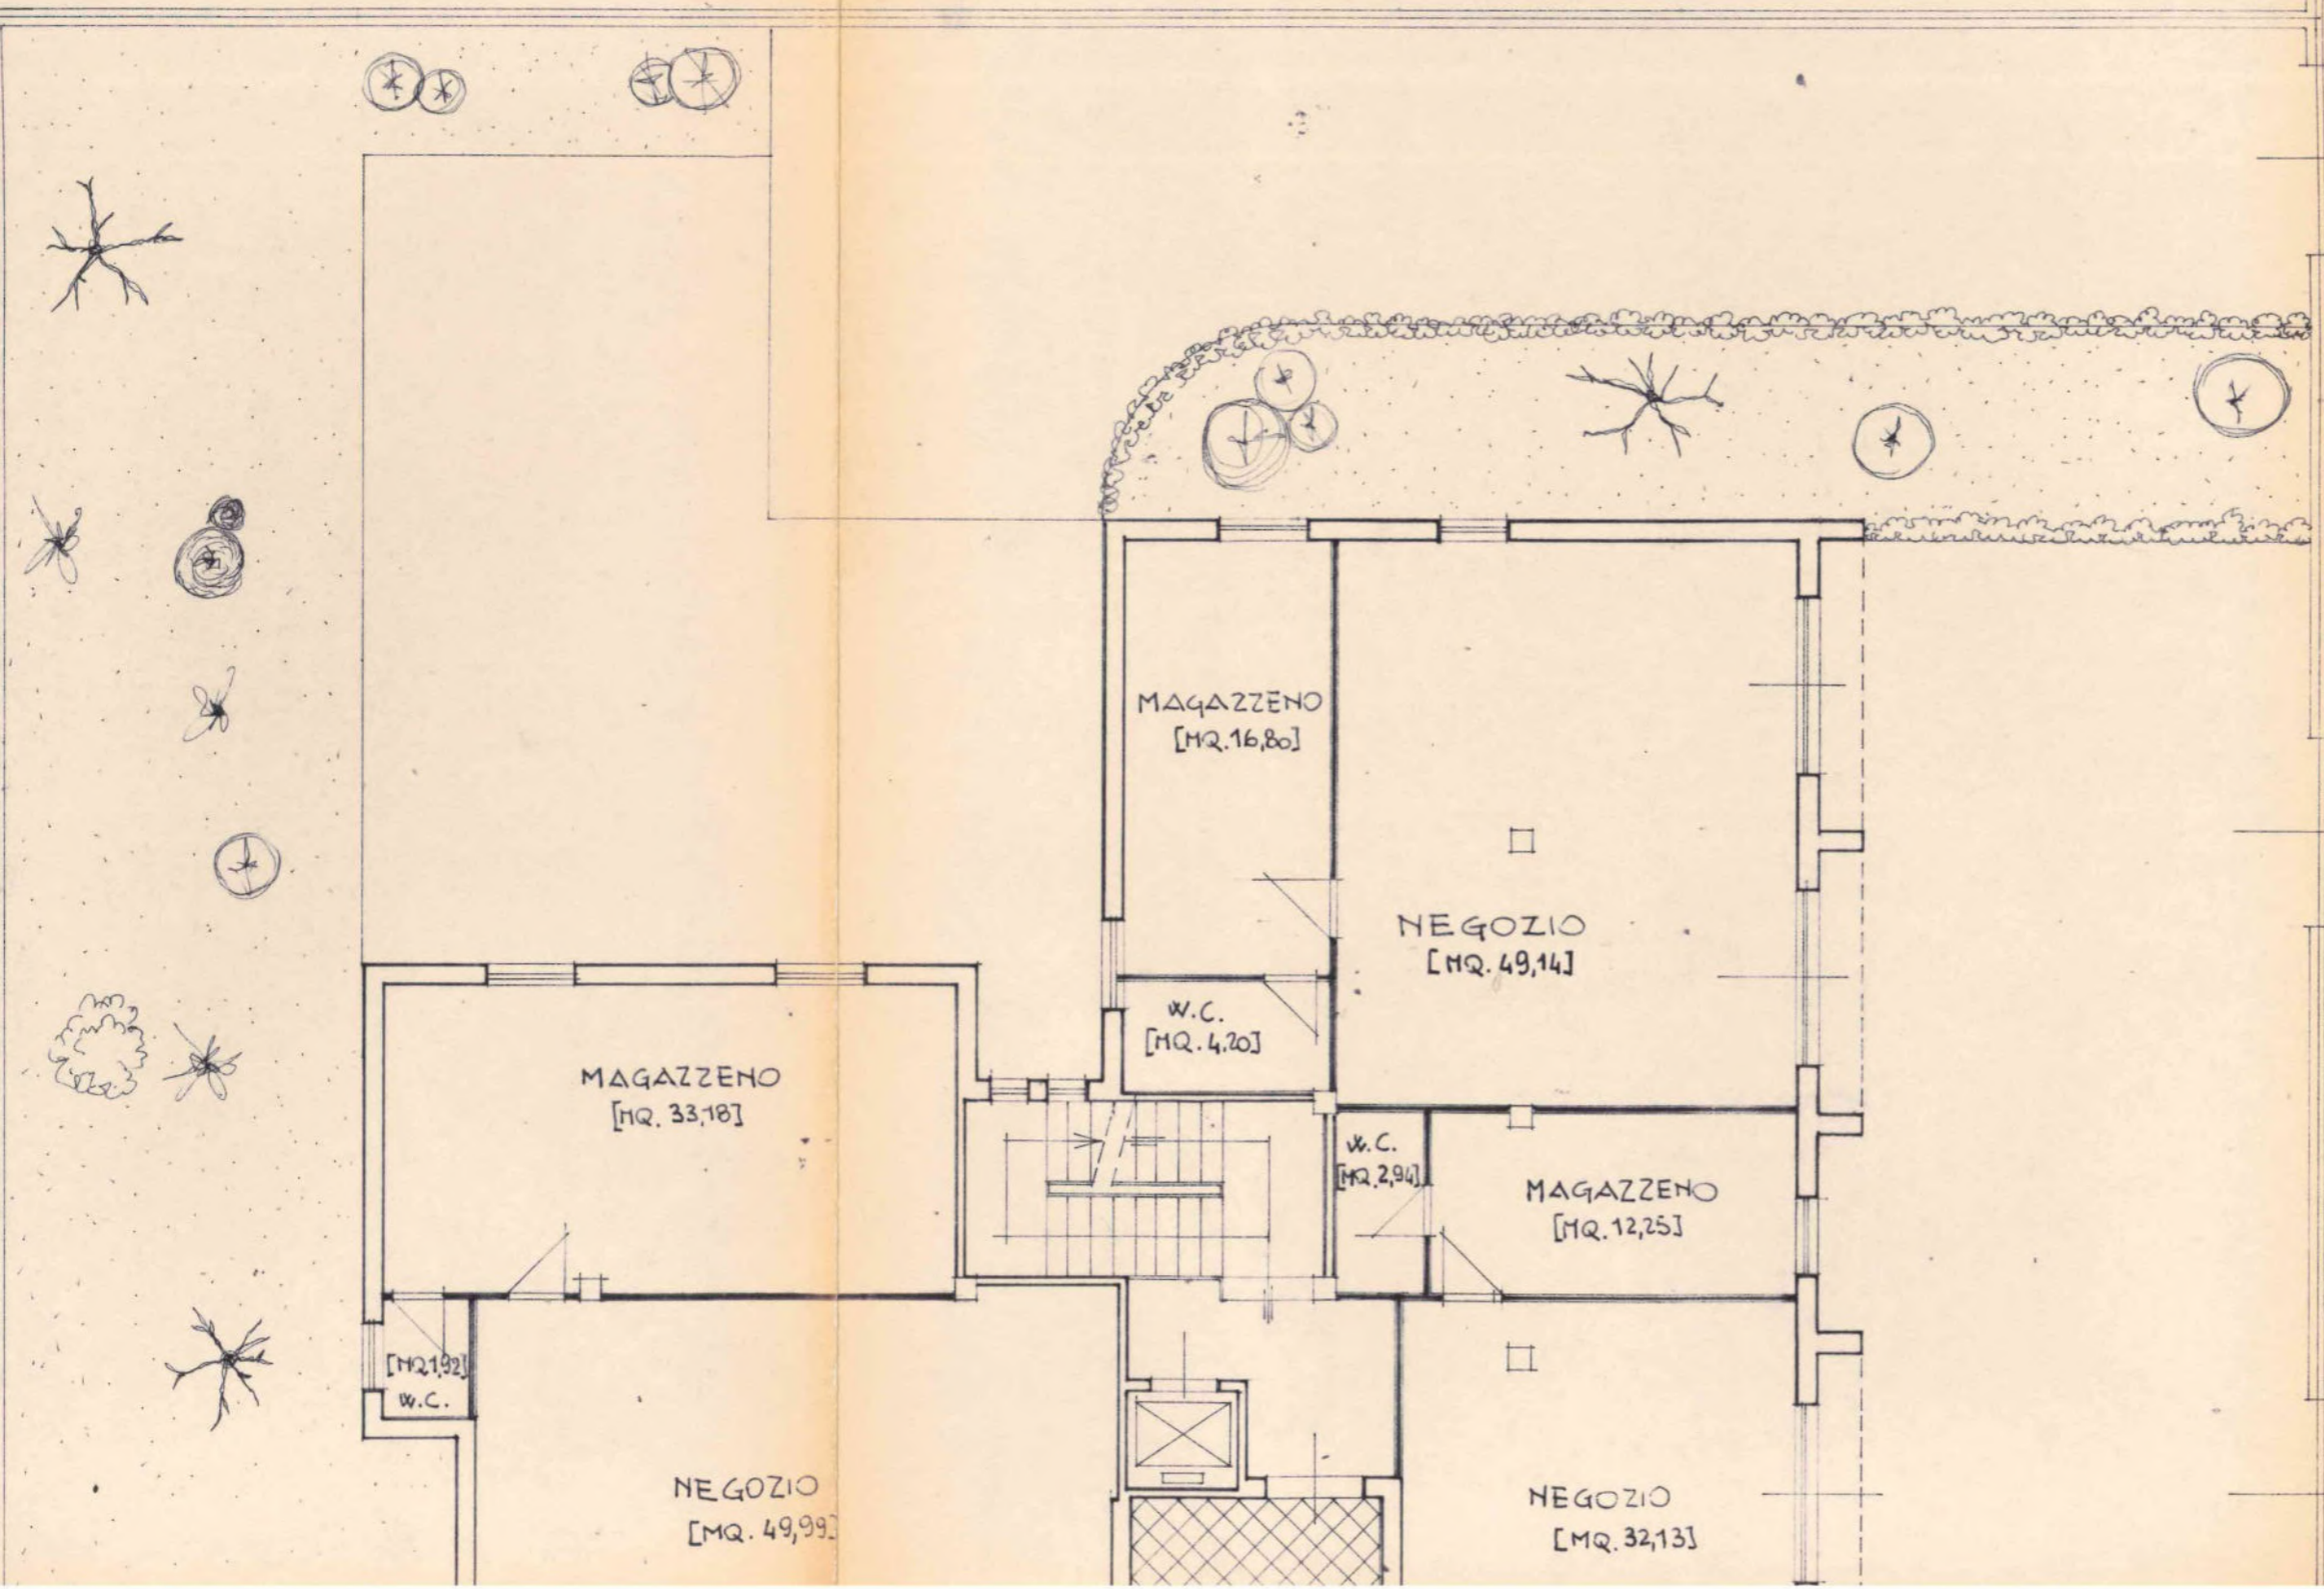 MAGAZZENO
[MQ.16,80]
NEGOZIO
[MQ. 49,14]
W.C.
[MQ. 4.20]
MAGAZZENO
[MQ. 33,18]
W.C.
[MQ.2,94]
MAGAZZENO
[MQ. 12,25]
[MQ1,92]
W.C.
NEGOZIO
[MQ. 49,99]
NEGOZIO
[MQ. 32,13]